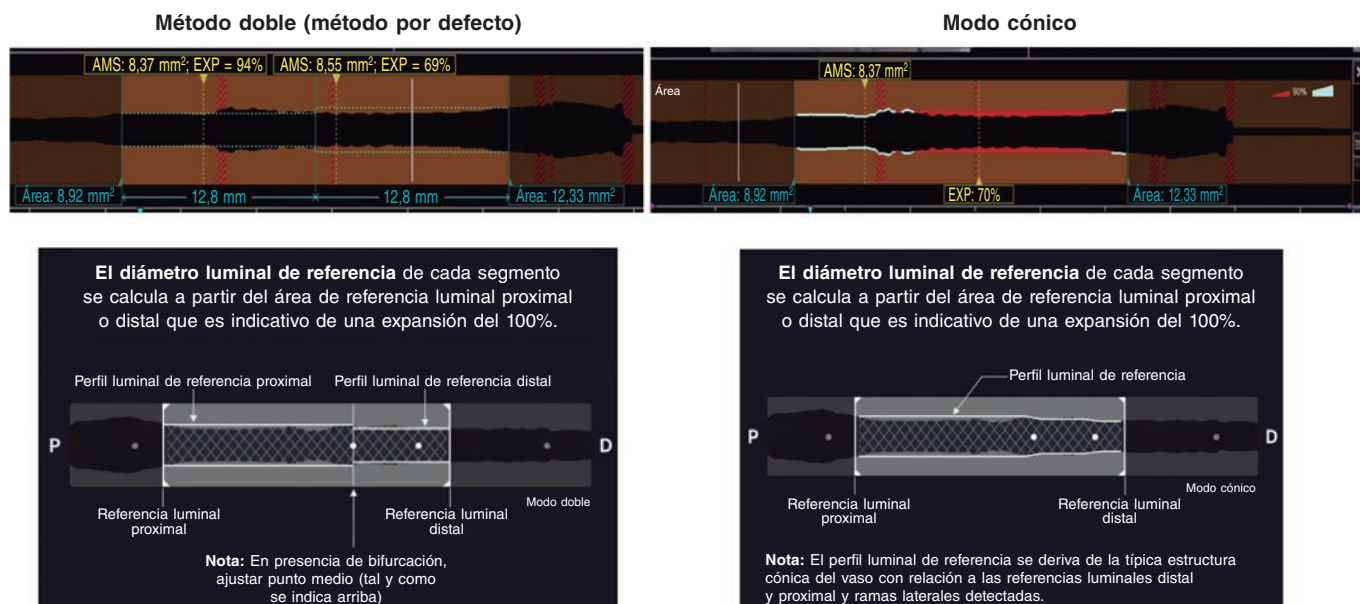 Método doble (método por defecto)
AMS: 8,37 mm²; EXP = 94%
AMS: 8,55 mm²; EXP = 69%
Área: 8,92 mm²
12,8 mm
12,8 mm
Área: 12,33 mm²
Modo cónico
AMS: 8,37 mm²
Área
90%
Área: 8,92 mm²
EXP: 70%
Área: 12,33 mm²
El diámetro luminal de referencia de cada segmento
se calcula a partir del área de referencia luminal proximal
o distal que es indicativo de una expansión del 100%.
Perfil luminal de referencia proximal
Perfil luminal de referencia distal
P
D
Modo doble
Referencia luminal
proximal
Referencia luminal
distal
Nota: En presencia de bifurcación,
ajustar punto medio (tal y como
se indica arriba)
El diámetro luminal de referencia de cada segmento
se calcula a partir del área de referencia luminal proximal
o distal que es indicativo de una expansión del 100%.
Perfil luminal de referencia
P
D
Modo cónico
Referencia luminal
proximal
Referencia luminal
distal
Nota: El perfil luminal de referencia se deriva de la típica estructura
cónica del vaso con relación a las referencias luminales distal
y proximal y ramas laterales detectadas.